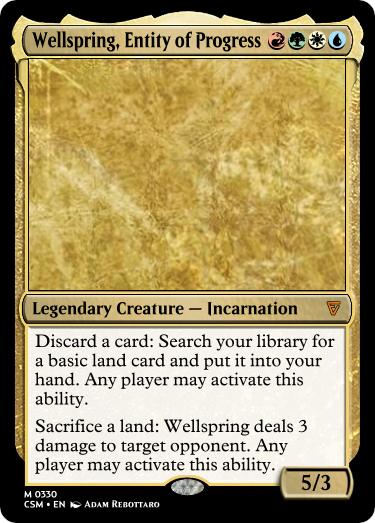 Wellspring, Entity of Progress
Legendary Creature — Incarnation
Discard a card: Search your library for
a basic land card and put it into your
hand. Any player may activate this
ability.
Sacrifice a land: Wellspring deals 3
damage to target opponent. Any
player may activate this ability.
5/3
M 0330
CSM • EN Adam Rebottaro